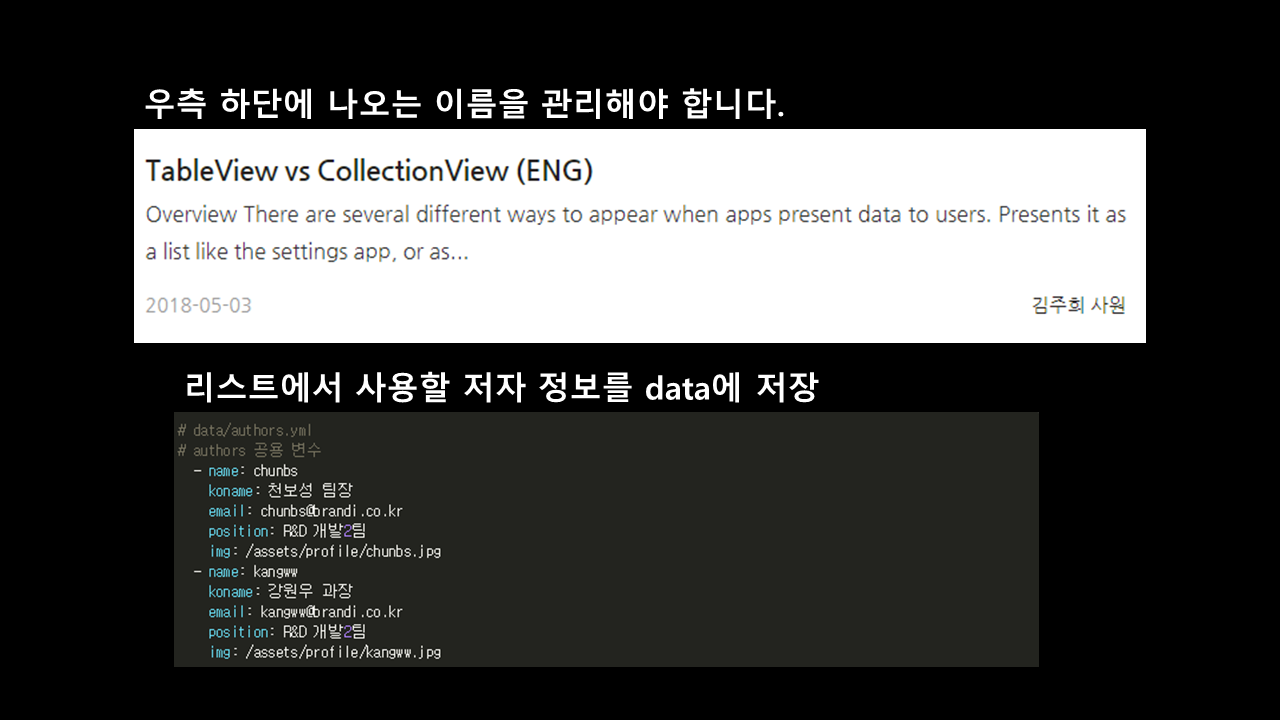 우측 하단에 나오는 이름을 관리해야 합니다.
TableView vs CollectionView (ENG)
Overview There are several different ways to appear when apps present data to users. Presents it as
a list like the settings app, or as...
2018-05-03 김주희 사원
리스트에서 사용할 저자 정보를 data에 저장
# data/authors.yml
# authors 공용 변수
- name: chunbs
koname: 천보성 팀장
email: chunbs@brandi.co.kr
position: R&D 개발2팀
img: /assets/profile/chunbs.jpg
- name: kangww
koname: 강원우 과장
email: kangww@brandi.co.kr
position: R&D 개발2팀
img: /assets/profile/kangww.jpg